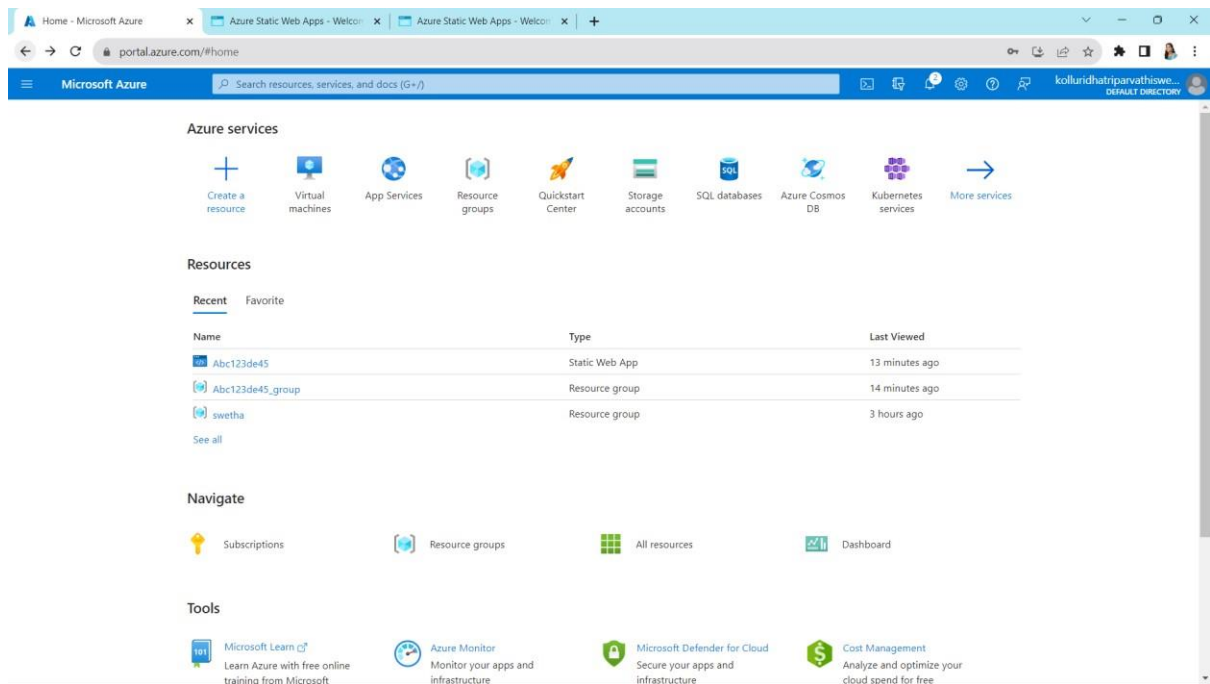 Home - Microsoft Azure
Azure Static Web Apps - Welcon
Azure Static Web Apps - Welcon
portal.azure.com/#home
Microsoft Azure
Search resources, services, and docs (G+/)
2
kolluridhatriparvathiswe...
DEFAULT DIRECTORY
Azure services
Create a resource
Virtual machines
App Services
Resource groups
Quickstart Center
Storage accounts
SQL
SQL databases
Azure Cosmos DB
Kubernetes services
More services
Resources
Recent Favorite
Name Type Last Viewed
Abc123de45 Static Web App 13 minutes ago
Abc123de45_group Resource group 14 minutes ago
swetha Resource group 3 hours ago
See all
Navigate
Subscriptions Resource groups All resources Dashboard
Tools
101
Microsoft Learn
Learn Azure with free online
training from Microsoft
Azure Monitor
Monitor your apps and
infrastructure
Microsoft Defender for Cloud
Secure your apps and
infrastructure
Cost Management
Analyze and optimize your
cloud spend for free